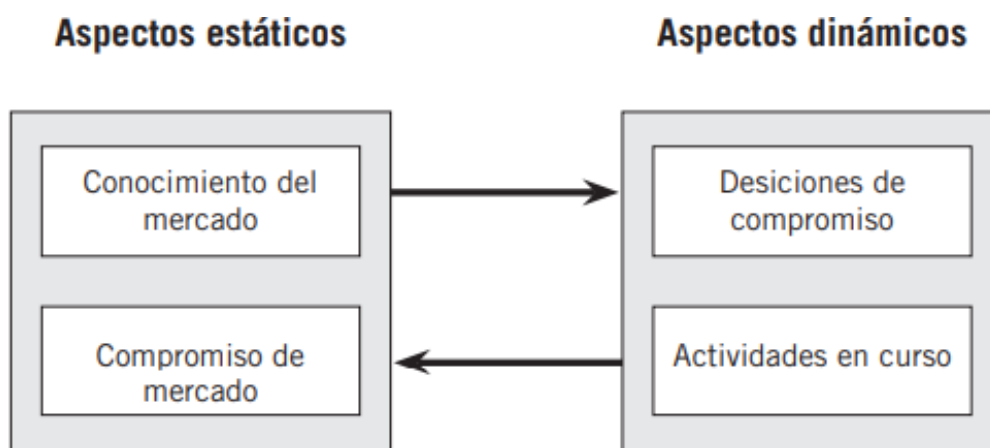 Aspectos estáticos
Aspectos dinámicos
Conocimiento del
mercado
Desiciones de
compromiso
Compromiso de
mercado
Actividades en curso